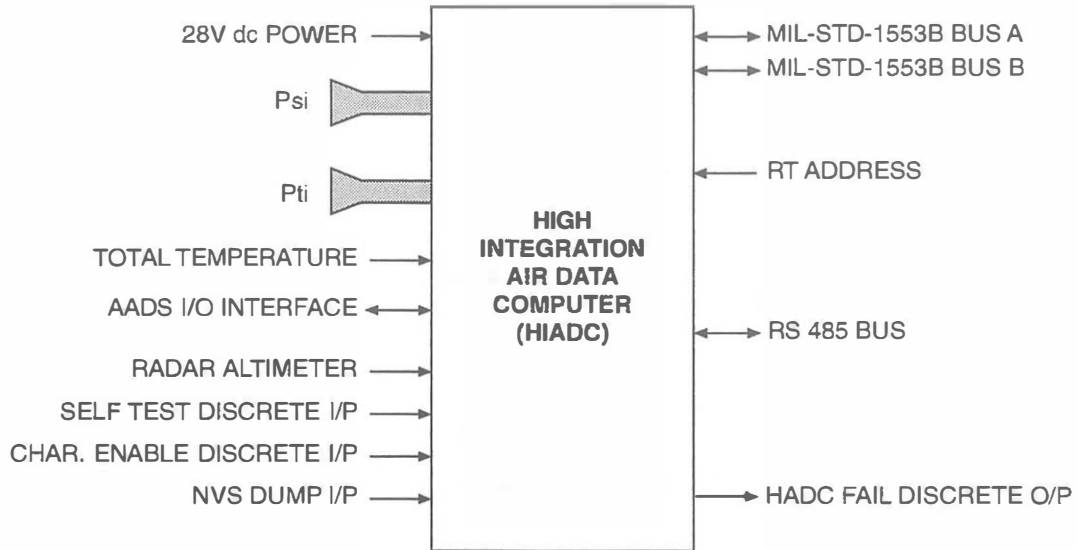 28V dc POWER
Psi
Pti
TOTAL TEMPERATURE
AADS I/O INTERFACE
RADAR ALTIMETER
SELF TEST DISCRETE I/P
CHAR. ENABLE DISCRETE I/P
NVS DUMP I/P
HIGH
INTEGRATION
AIR DATA
COMPUTER
(HIADC)
MIL-STD-1553B BUS A
MIL-STD-1553B BUS B
RT ADDRESS
RS 485 BUS
HADC FAIL DISCRETE O/P